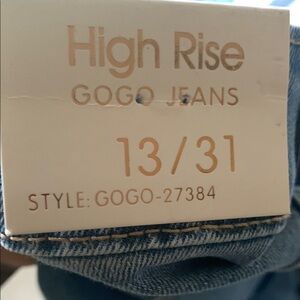 High Rise
GOGO JEANS
13/31
STYLE: GOGO-27384